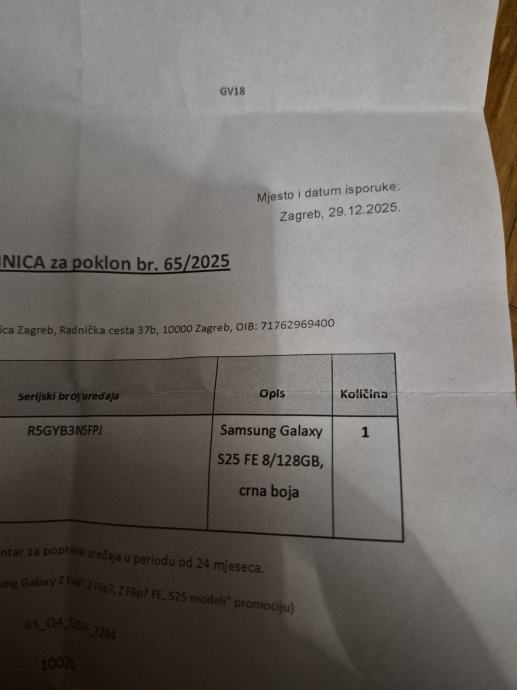 GV18
Mjesto i datum isporuke:
Zagreb, 29.12.2025.
NICA za poklon br. 65/2025
ica Zagreb, Radnička cesta 37b, 10000 Zagreb, OIB: 71762969400
Serijski broj uređaja Opis Količina
R5GYB3N5FPJ Samsung Galaxy 1
S25 FE 8/128GB,
crna boja
ntar za popravak uređaja u periodu od 24 mjeseca.
ung Galaxy Z Flip7, Z Flip7 FE, S25 modeli" promociju)
10020